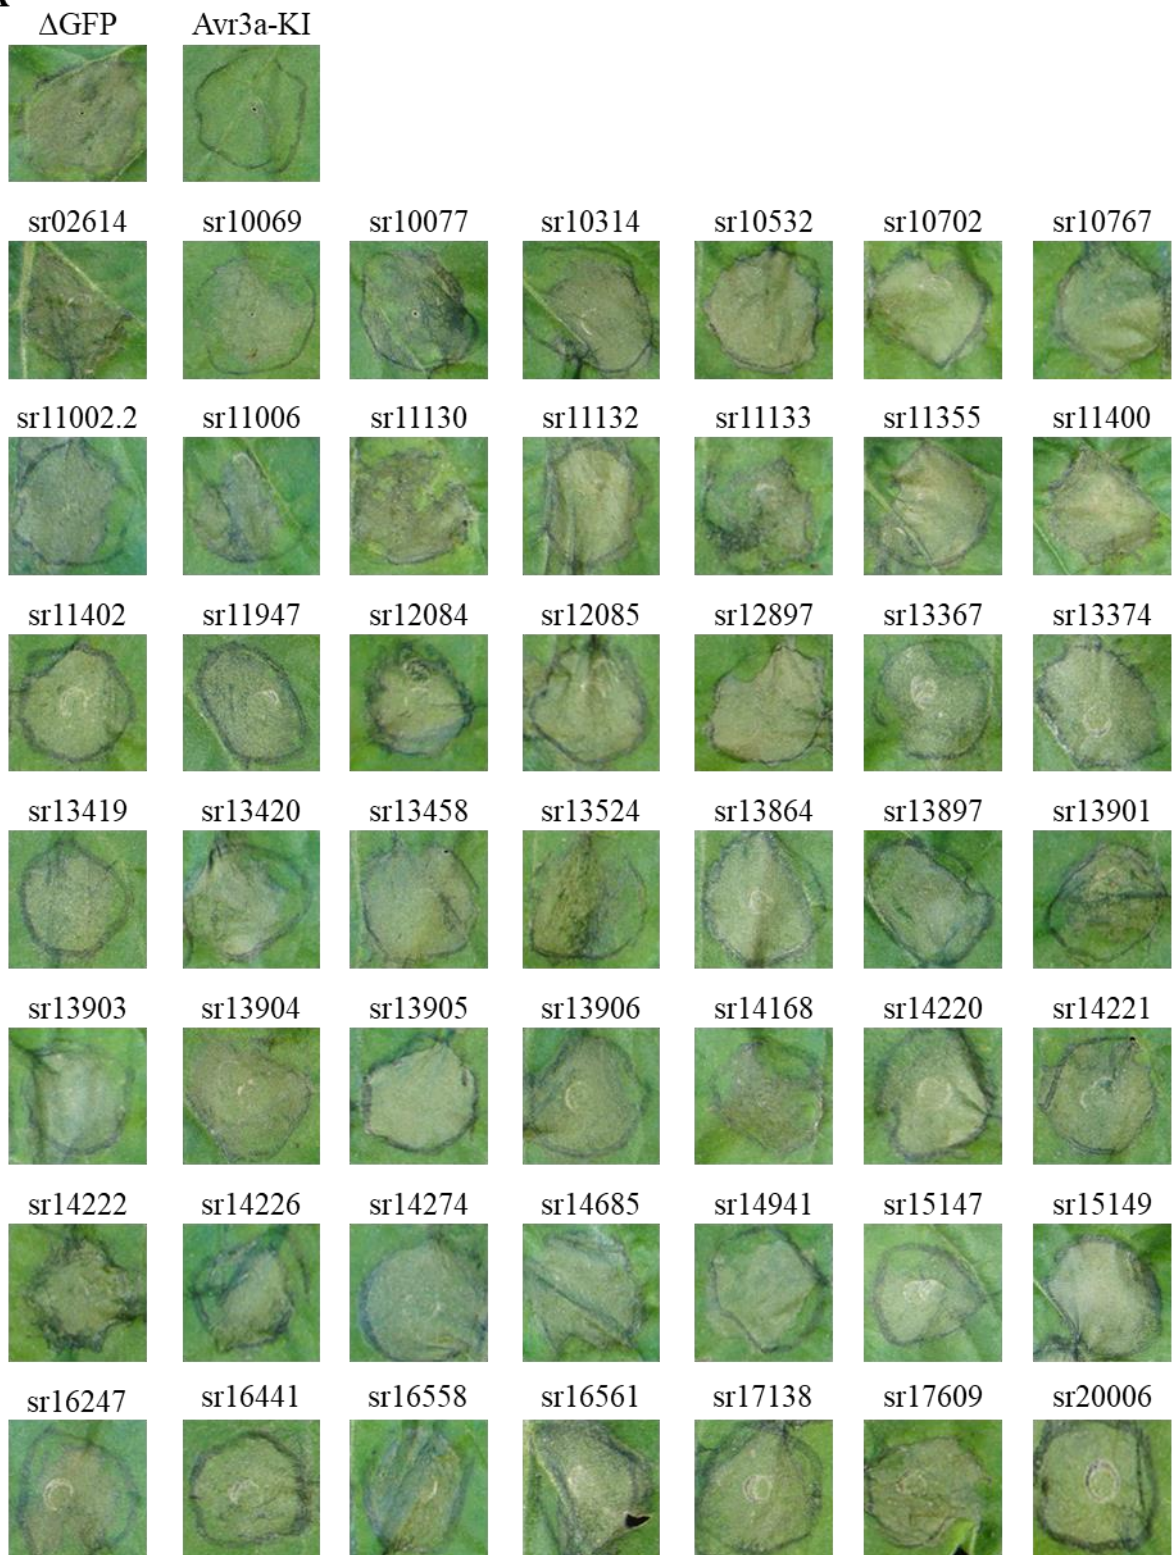 ΔGFP Avr3a-KI
sr02614 sr10069 sr10077 sr10314 sr10532 sr10702 sr10767
sr11002.2 sr11006 sr11130 sr11132 sr11133 sr11355 sr11400
sr11402 sr11947 sr12084 sr12085 sr12897 sr13367 sr13374
sr13419 sr13420 sr13458 sr13524 sr13864 sr13897 sr13901
sr13903 sr13904 sr13905 sr13906 sr14168 sr14220 sr14221
sr14222 sr14226 sr14274 sr14685 sr14941 sr15147 sr15149
sr16247 sr16441 sr16558 sr16561 sr17138 sr17609 sr20006